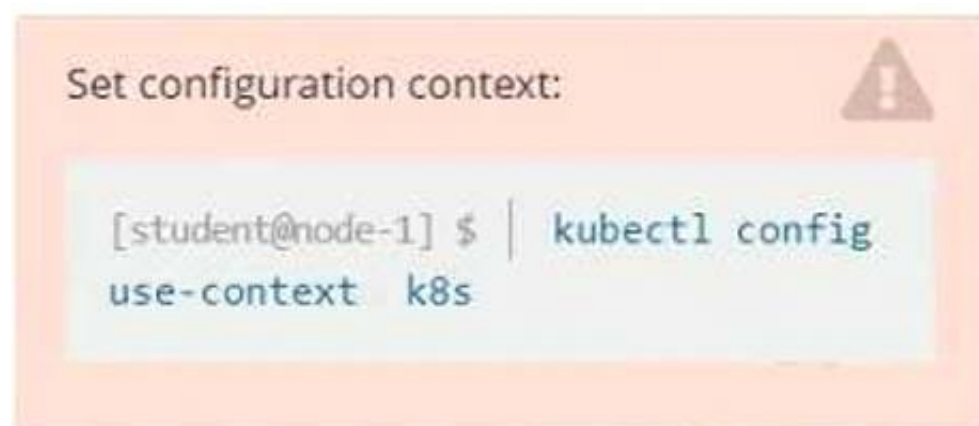 Set configuration context:
[student@node-1] $ | kubectl config
use-context k8s